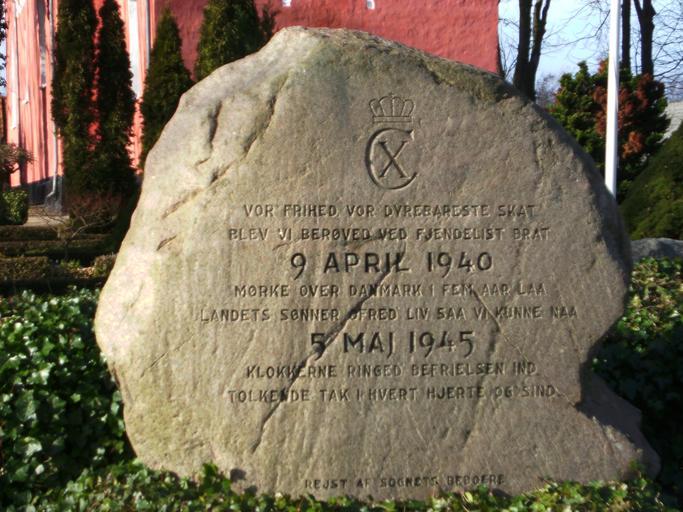 CX
VOR FRIHED, VOR DYREBARESTE SKAT
BLEV VI BERØVED VED FJENDELIST BRAT
9 APRIL 1940
MØRKE OVER DANMARK I FEM AAR LAA
LANDETS SØNNER OFRED LIV SAA VI KUNNE NAA
5 MAJ 1945
KLOKKERNE RINGED BEFRIELSEN IND
TOLKENDE TAK I HVERT HJERTE OG SIND
REJST AF SOGNETS BEBOERE